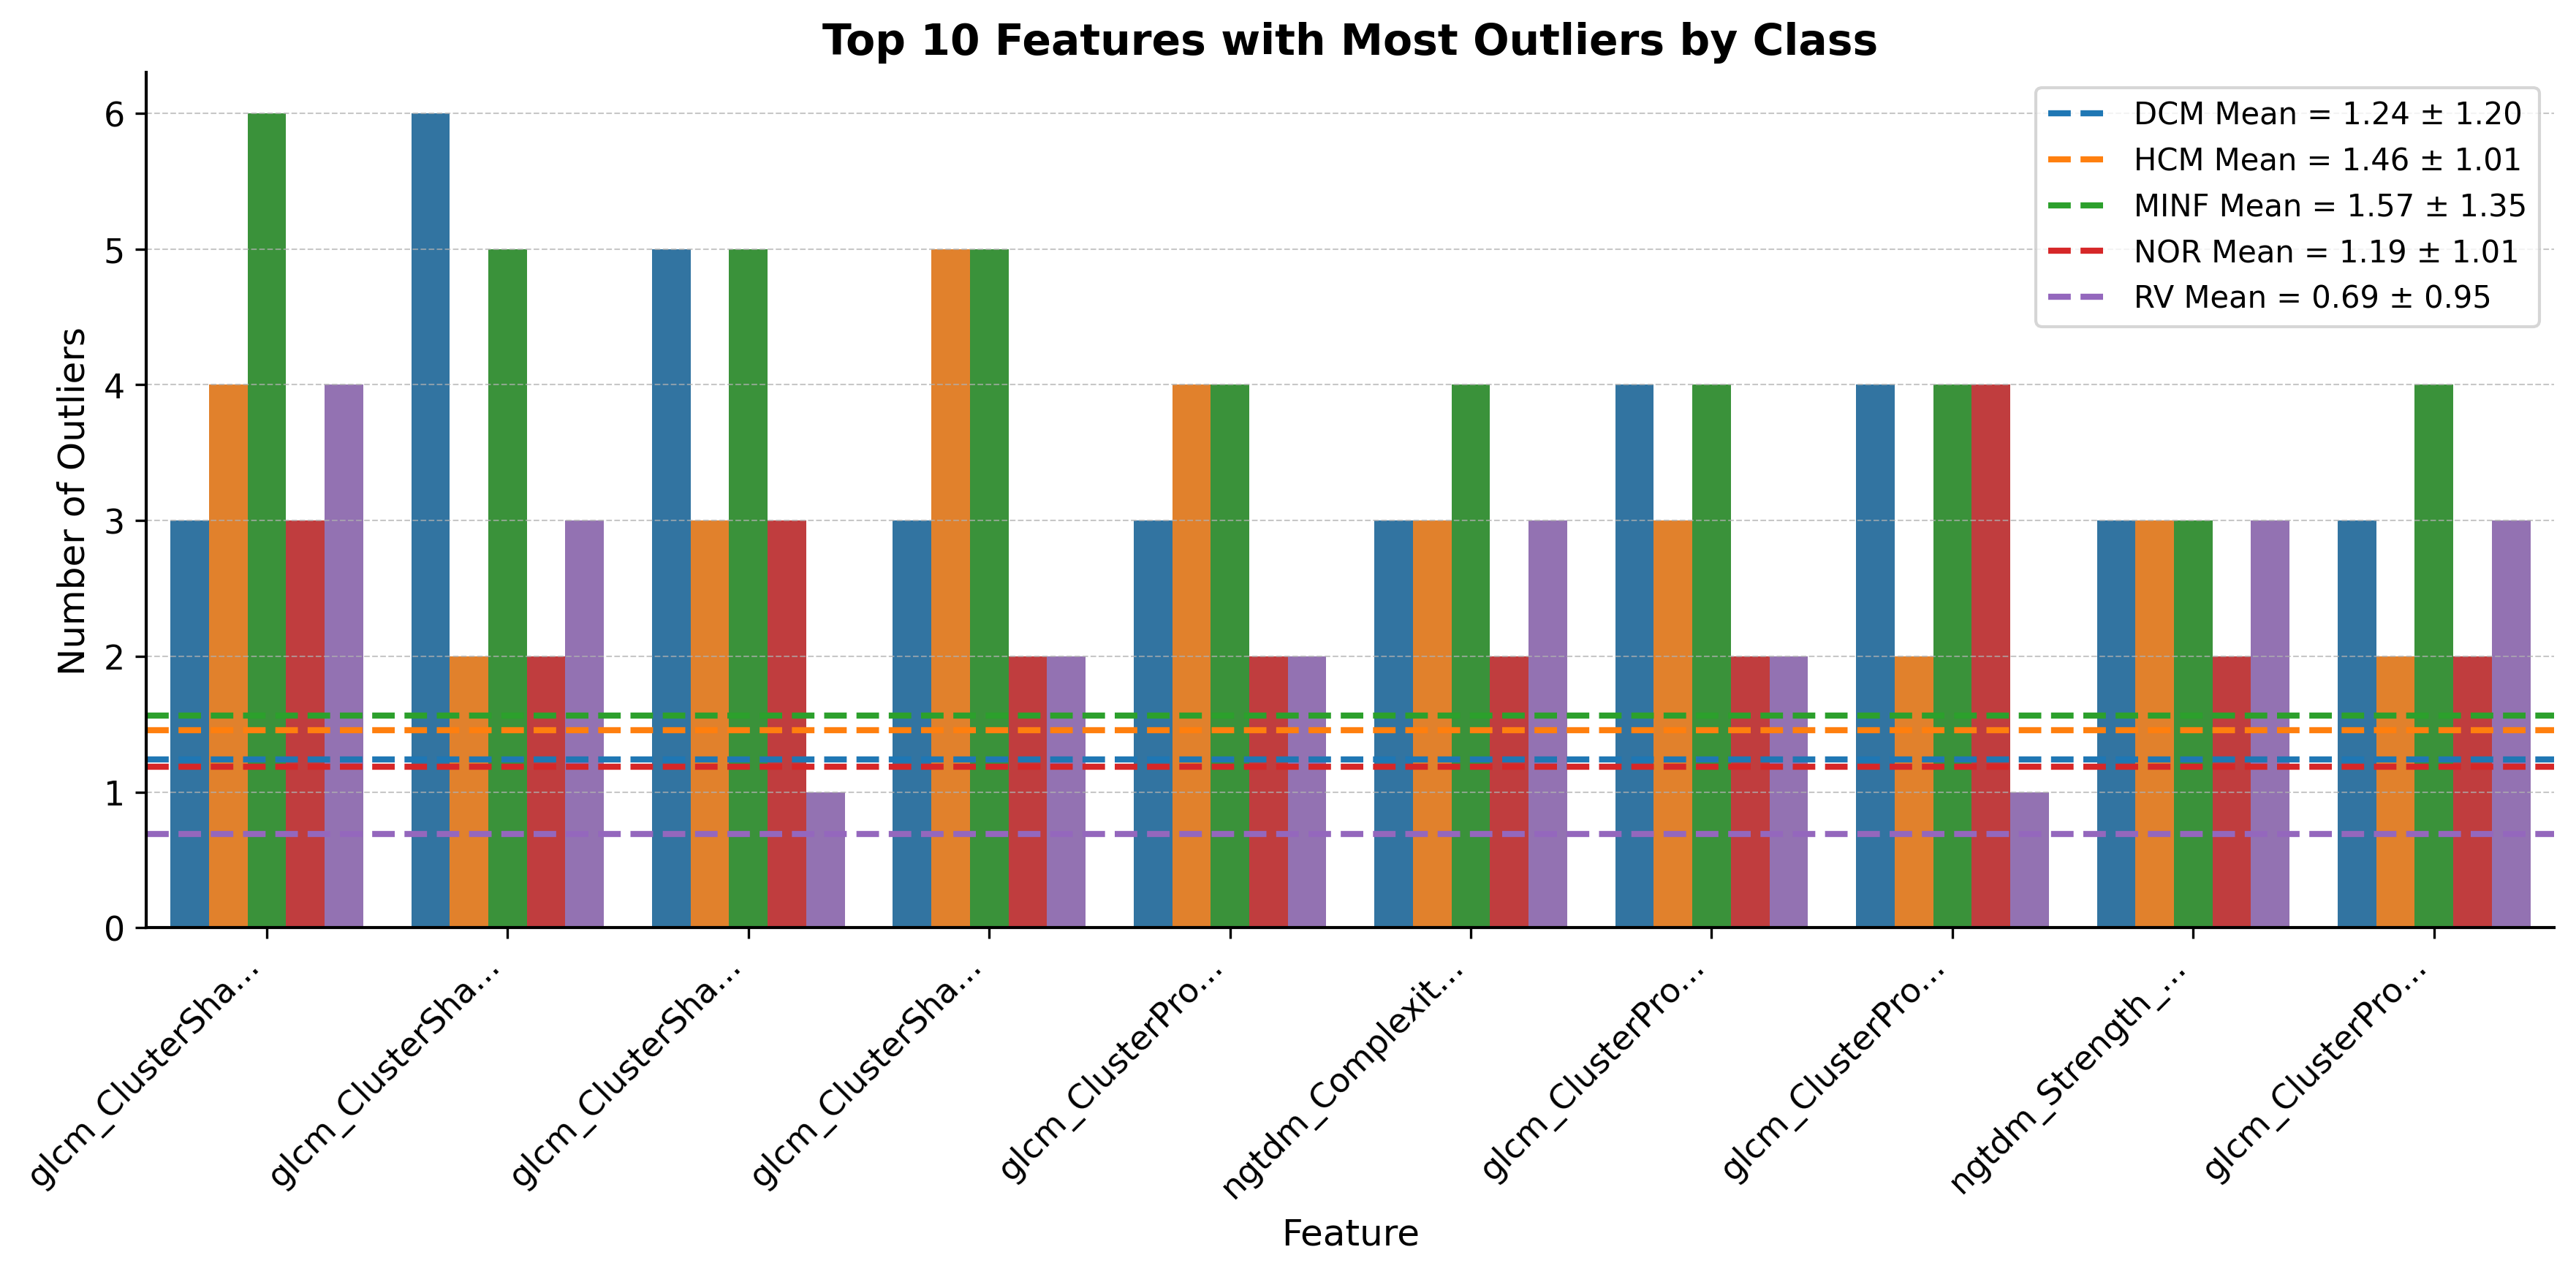 Top 10 Features with Most Outliers by Class
Number of Outliers
6
5
4
3
2
1
0
DCM Mean = 1.24 ± 1.20
HCM Mean = 1.46 ± 1.01
MINF Mean = 1.57 ± 1.35
NOR Mean = 1.19 ± 1.01
RV Mean = 0.69 ± 0.95
glcm_ClusterSha...
glcm_ClusterSha...
glcm_ClusterSha...
glcm_ClusterSha...
glcm_ClusterPro...
ngtdm_Complexit...
glcm_ClusterPro...
glcm_ClusterPro...
ngtdm_Strength_...
glcm_ClusterPro...
Feature